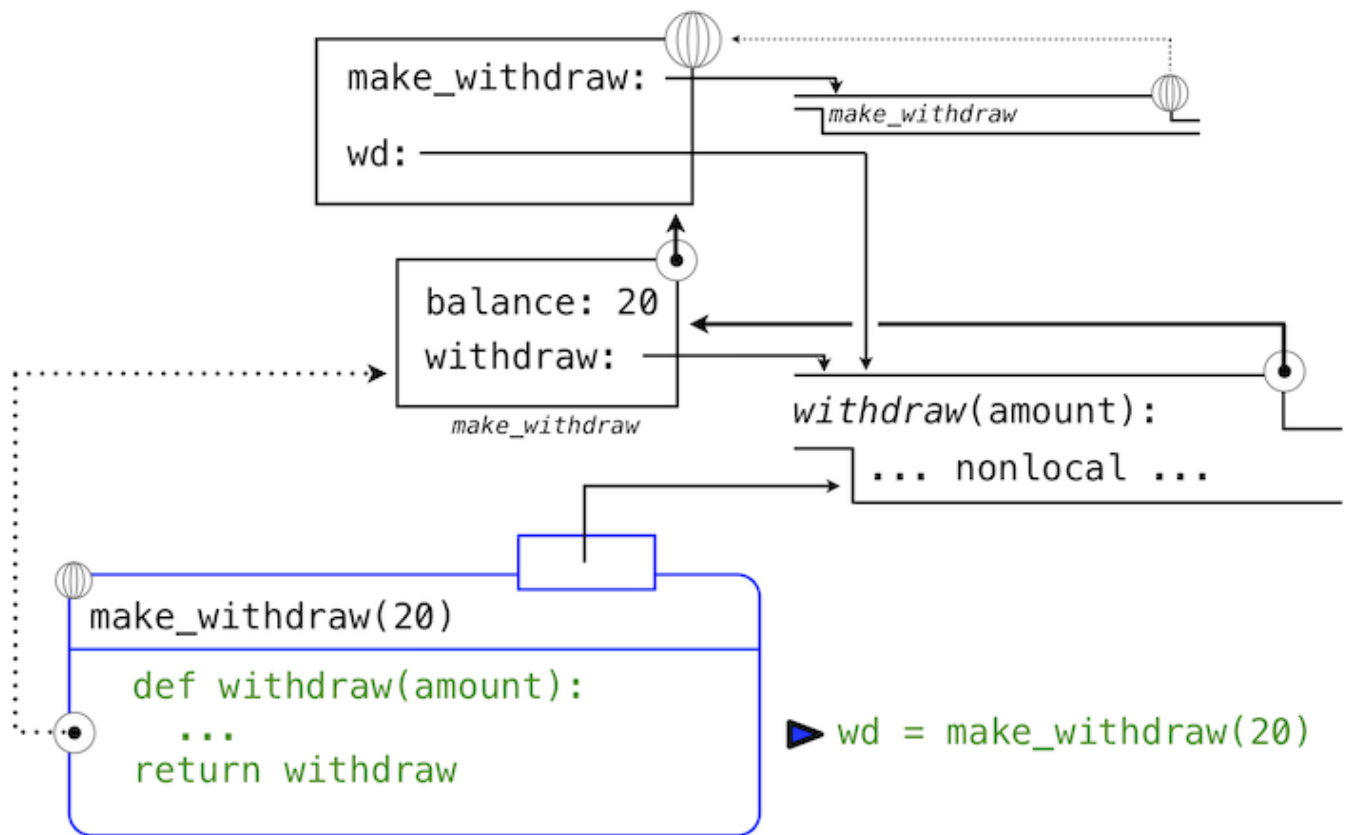 make_withdraw:
make_withdraw
wd:
balance: 20
withdraw:
make_withdraw
withdraw(amount):
... nonlocal ...
make_withdraw(20)
def withdraw(amount):
...
return withdraw
wd = make_withdraw(20)